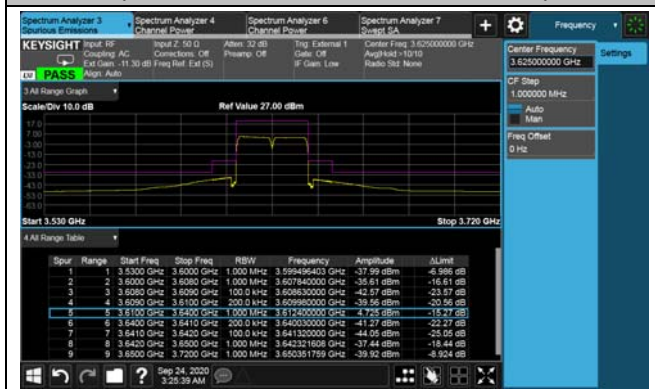 Spectrum Analyzer 3
Spurious Emissions
Spectrum Analyzer 4
Channel Power
Spectrum Analyzer 6
Channel Power
Spectrum Analyzer 7
Swept SA
+
Frequency
KEYSIGHT
Input: RF
Coupling: AC
Ext Gain: -11.30 dB
Align: Auto
Input Z: 50 Ω
Corrections: Off
Freq Ref: Ext (S)
Atten: 32 dB
Preamp: Off
Trig: External 1
Gate: Off
IF Gain: Low
Center Freq: 3.625000000 GHz
Avg|Hold:>10/10
Radio Std: None
LXI
PASS
Center Frequency
3.625000000 GHz
Settings
CF Step
1.000000 MHz
Auto
Man
Freq Offset
0 Hz
3 All Range Graph
Scale/Div 10.0 dB
Ref Value 27.00 dBm
17.0
7.00
-3.00
-13.0
-23.0
-33.0
-43.0
-53.0
-63.0
Start 3.530 GHz
Stop 3.720 GHz
4 All Range Table
Spur Range Start Freq Stop Freq RBW Frequency Amplitude ΔLimit
1 1 3.5300 GHz 3.6000 GHz 1.000 MHz 3.599496403 GHz -37.99 dBm -6.986 dB
2 2 3.6000 GHz 3.6080 GHz 1.000 MHz 3.607840000 GHz -35.61 dBm -16.61 dB
3 3 3.6080 GHz 3.6090 GHz 100.0 kHz 3.608630000 GHz -42.57 dBm -23.57 dB
4 4 3.6090 GHz 3.6100 GHz 200.0 kHz 3.609980000 GHz -39.56 dBm -20.56 dB
5 5 3.6100 GHz 3.6400 GHz 1.000 MHz 3.612400000 GHz 4.725 dBm -15.27 dB
6 6 3.6400 GHz 3.6410 GHz 200.0 kHz 3.640030000 GHz -41.27 dBm -22.27 dB
7 7 3.6410 GHz 3.6420 GHz 100.0 kHz 3.641320000 GHz -44.05 dBm -25.05 dB
8 8 3.6420 GHz 3.6500 GHz 1.000 MHz 3.642321608 GHz -37.44 dBm -18.44 dB
9 9 3.6500 GHz 3.7200 GHz 1.000 MHz 3.650351759 GHz -39.92 dBm -8.924 dB
?
Sep 24, 2020
3:25:39 AM